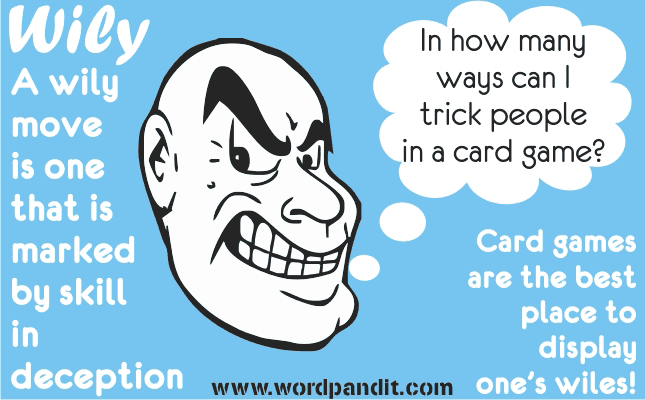 Wily
A wily
move
is one
that is
marked
by skill
in
deception
In how many
ways can I
trick people
in a card game?
Card games
are the best
place to
display
one's wiles!
www.wordpandit.com